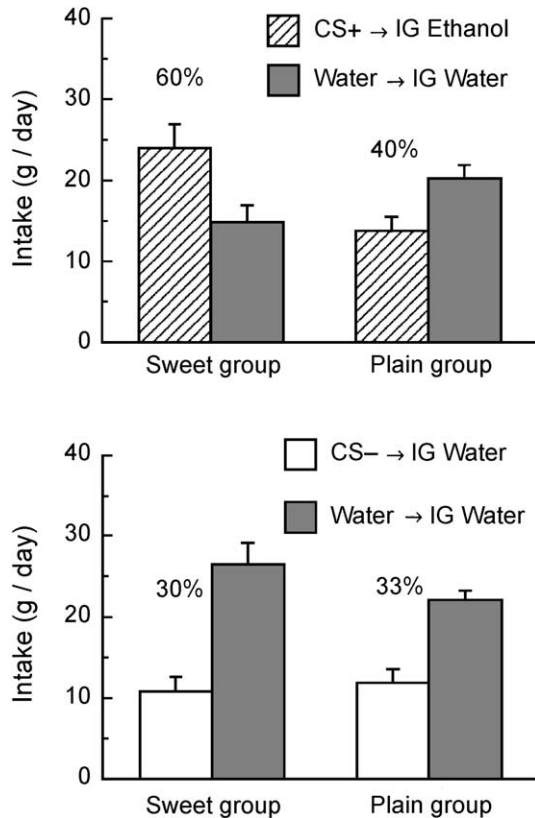 CS+ → IG Ethanol
Water → IG Water
60%
40%
Intake (g / day)
40
30
20
10
0
Sweet group Plain group
CS– → IG Water
Water → IG Water
30%
33%
Intake (g / day)
40
30
20
10
0
Sweet group Plain group